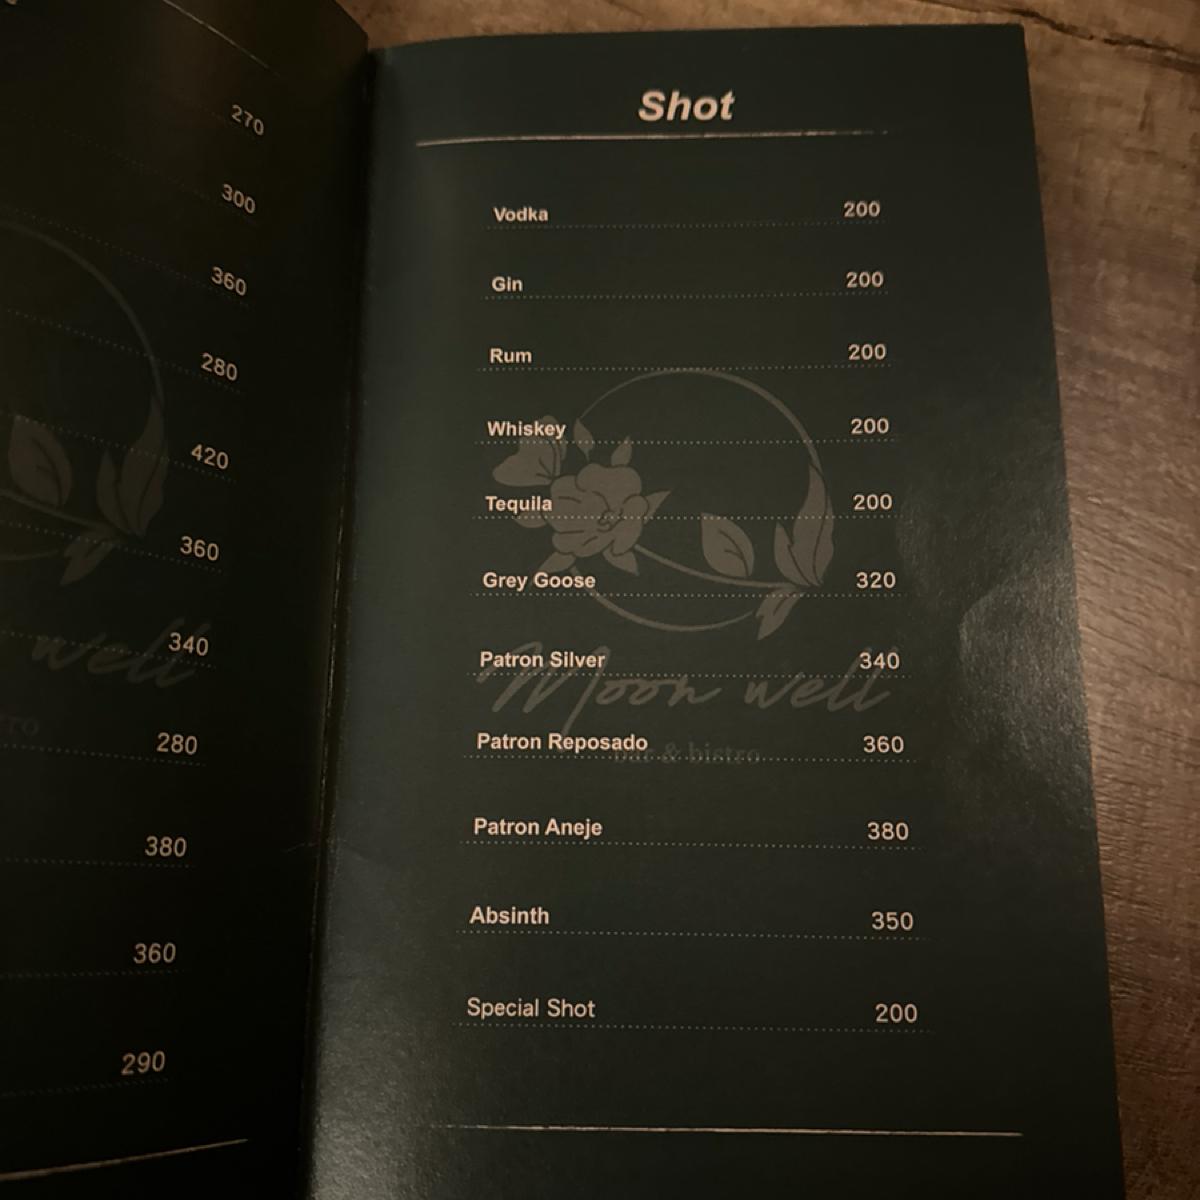 270
300
360
280
420
360
340
280
380
360
290
well
Shot
Vodka 200
Gin 200
Rum 200
Whiskey 200
Tequila 200
Grey Goose 320
Patron Silver 340
Patron Reposado 360
Patron Aneje 380
Absinth 350
Special Shot 200
Moon well
bar & bistro